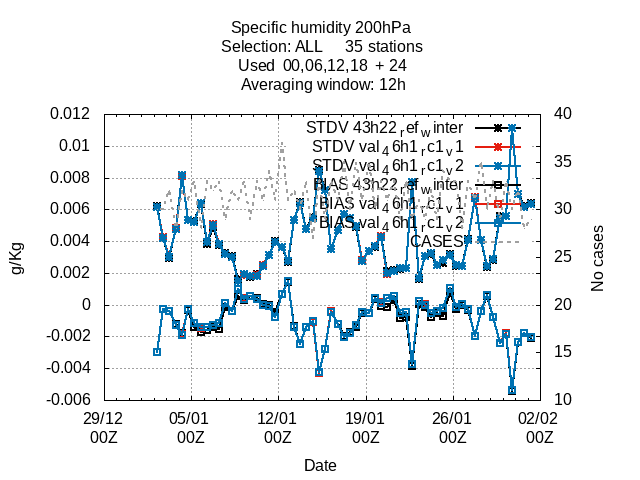 Specific humidity 200hPa
Selection: ALL 35 stations
Used 00,06,12,18 + 24
Averaging window: 12h
0.012
0.01
0.008
0.006
0.004
0.002
0
-0.002
-0.004
-0.006
g/Kg
40
35
30
25
20
15
10
No cases
STDV 43h22_ref_winter
STDV val_46h1_rc1_v1
STDV val_46h1_rc1_v2
BIAS 43h22_ref_winter
BIAS val_46h1_rc1_v1
BIAS val_46h1_rc1_v2
CASES
29/12 05/01 12/01 19/01 26/01 02/02
00Z 00Z 00Z 00Z 00Z 00Z
Date